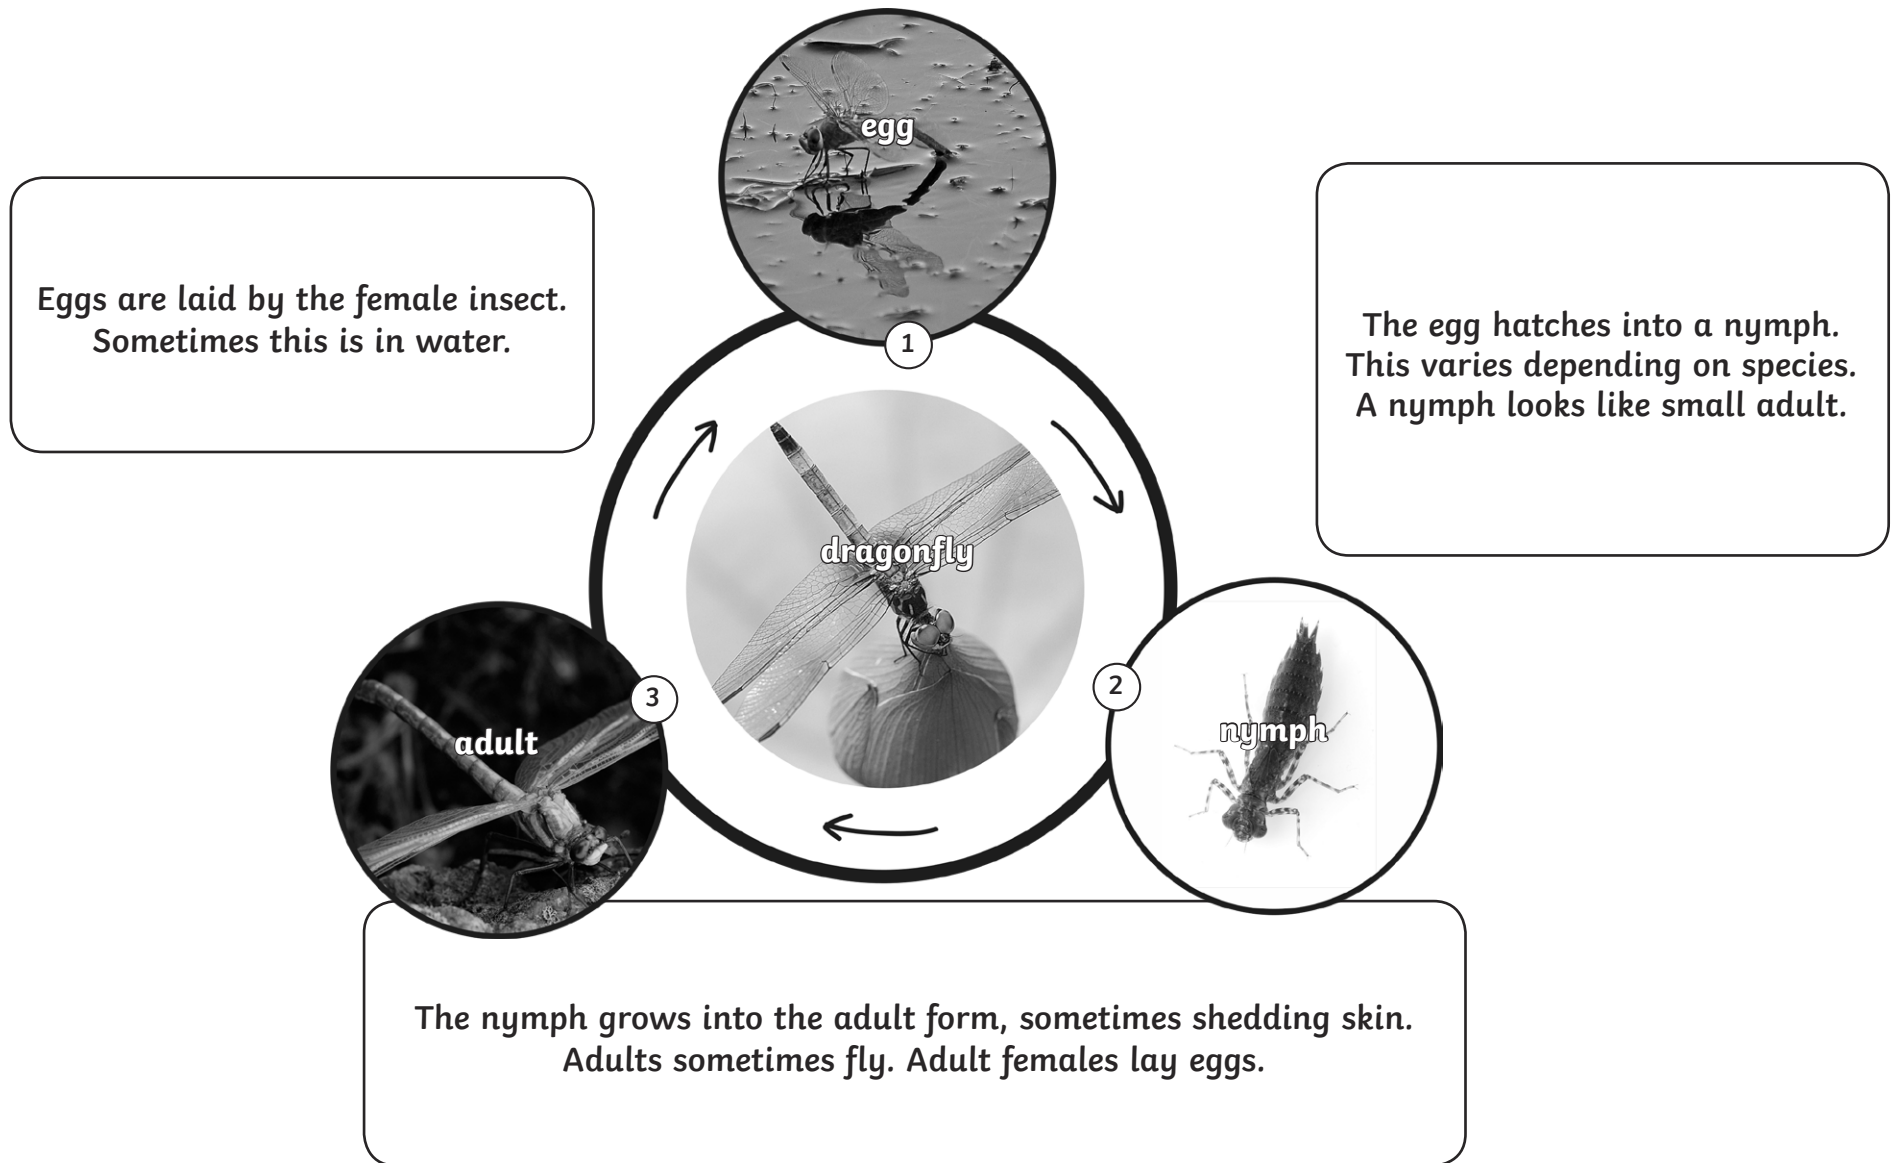 egg
1
Eggs are laid by the female insect.
Sometimes this is in water.
The egg hatches into a nymph.
This varies depending on species.
A nymph looks like small adult.
dragonfly
2
nymph
3
adult
The nymph grows into the adult form, sometimes shedding skin.
Adults sometimes fly. Adult females lay eggs.